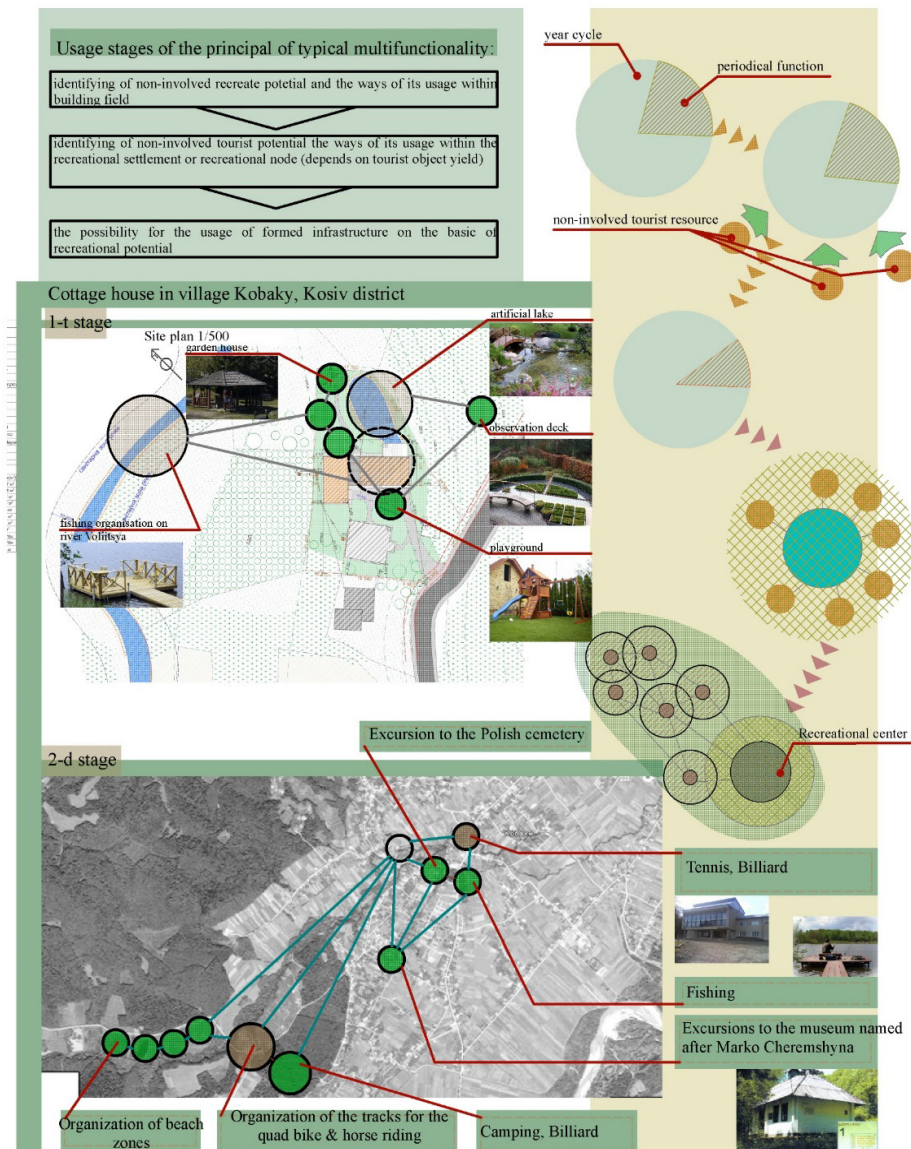 Usage stages of the principal of typical multifunctionality:
identifying of non-involved recreate potetial and the ways of its usage within
building field
identifying of non-involved tourist potential the ways of its usage within the
recreational settlement or recreational node (depends on tourist object yield)
the possibility for the usage of formed infrastructure on the basic of
recreational potential
year cycle
periodical function
non-involved tourist resource
Recreational center
Cottage house in village Kobaky, Kosiv district
1-t stage
Site plan 1/500
garden house
artificial lake
observation deck
fishing organisation on
river Volittsya
playground
2-d stage
Excursion to the Polish cemetery
Tennis, Billiard
Fishing
Excursions to the museum named
after Marko Cheremshyna
Organization of beach
zones
Organization of the tracks for the
quad bike & horse riding
Camping, Billiard
1